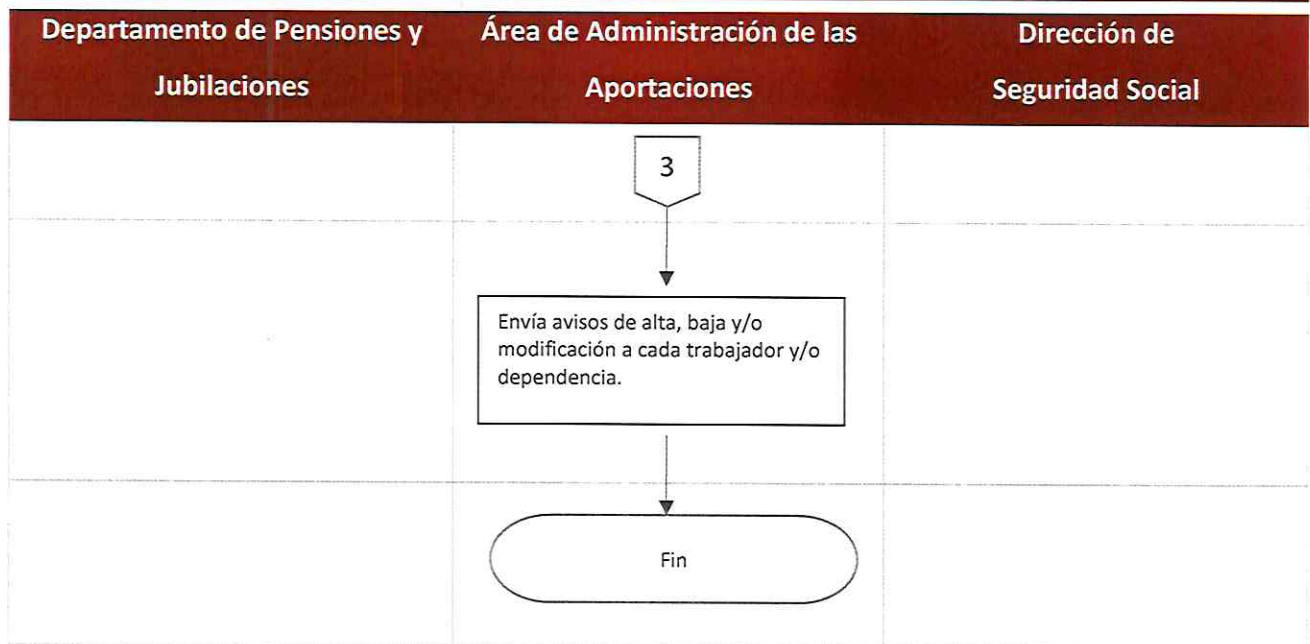 Departamento de Pensiones y
Jubilaciones
Área de Administración de las
Aportaciones
Dirección de
Seguridad Social
3
Envía avisos de alta, baja y/o
modificación a cada trabajador y/o
dependencia.
Fin